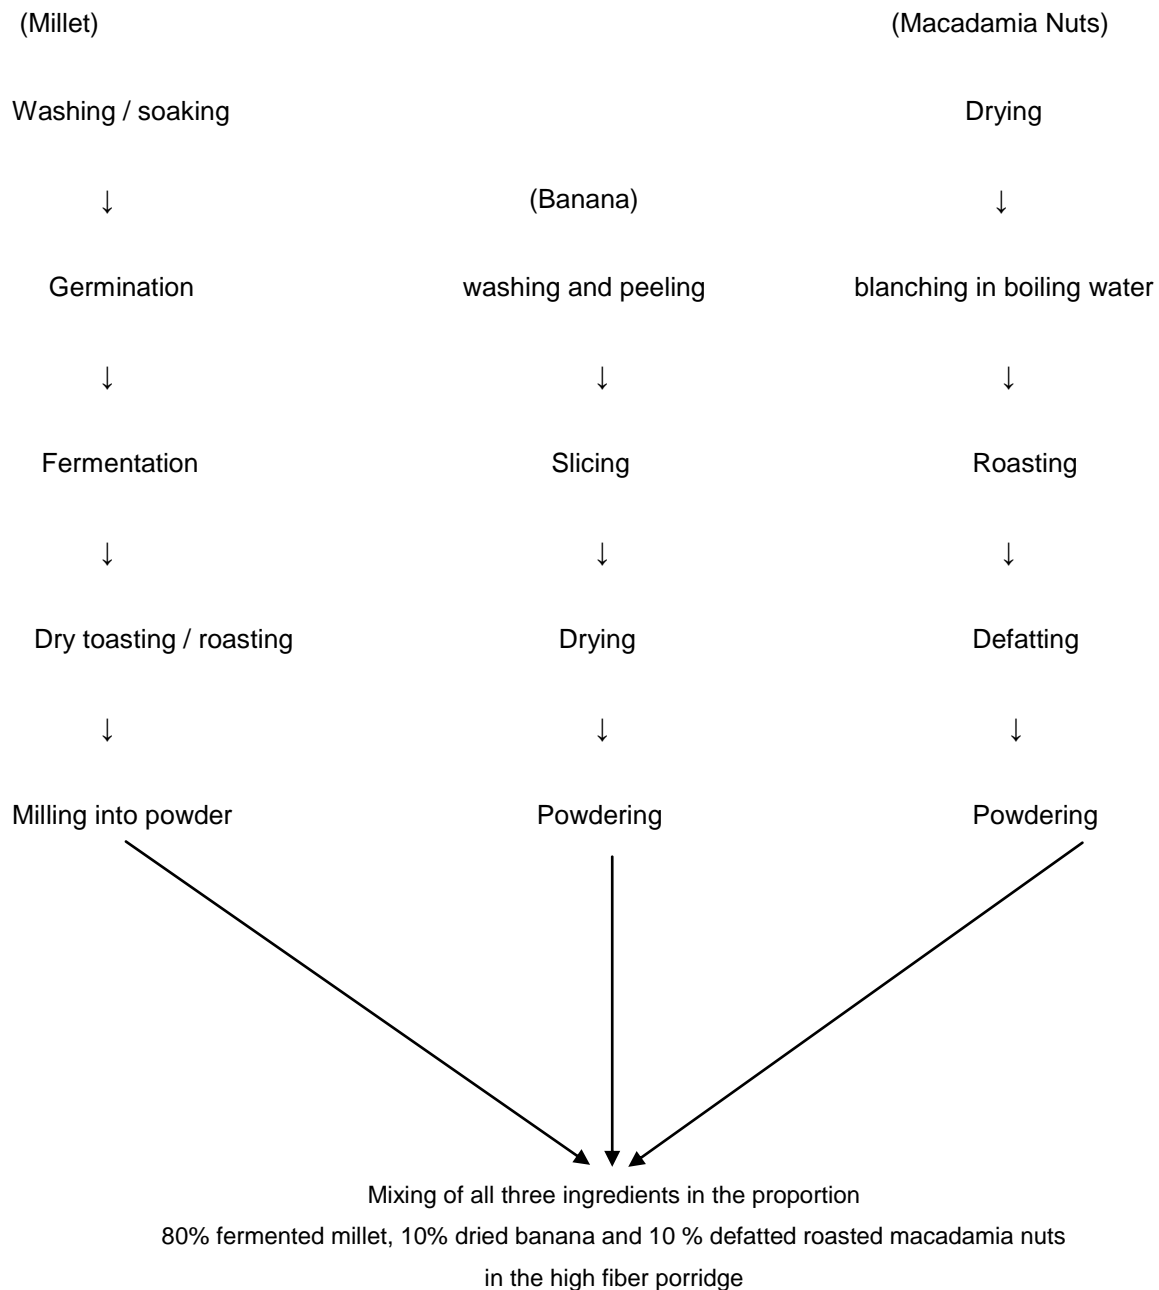 (Millet)
Washing / soaking
↓
Germination
↓
Fermentation
↓
Dry toasting / roasting
↓
Milling into powder
(Banana)
washing and peeling
↓
Slicing
↓
Drying
↓
Powdering
(Macadamia Nuts)
Drying
↓
blanching in boiling water
↓
Roasting
↓
Defatting
↓
Powdering
Mixing of all three ingredients in the proportion
80% fermented millet, 10% dried banana and 10 % defatted roasted macadamia nuts
in the high fiber porridge